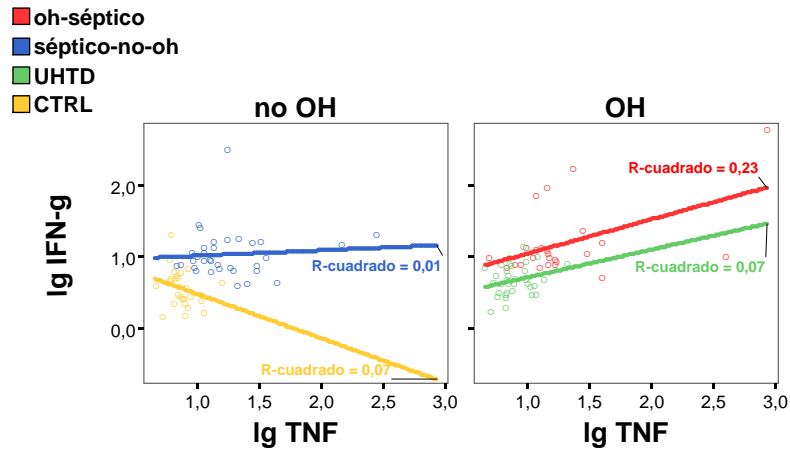 oh-séptico
séptico-no-oh
UHTD
CTRL
no OH
OH
lg IFN-g
2,0
1,0
0,0
R-cuadrado = 0,01
R-cuadrado = 0,07
R-cuadrado = 0,23
R-cuadrado = 0,07
1,0 1,5 2,0 2,5 3,0
1,0 1,5 2,0 2,5 3,0
lg TNF
lg TNF